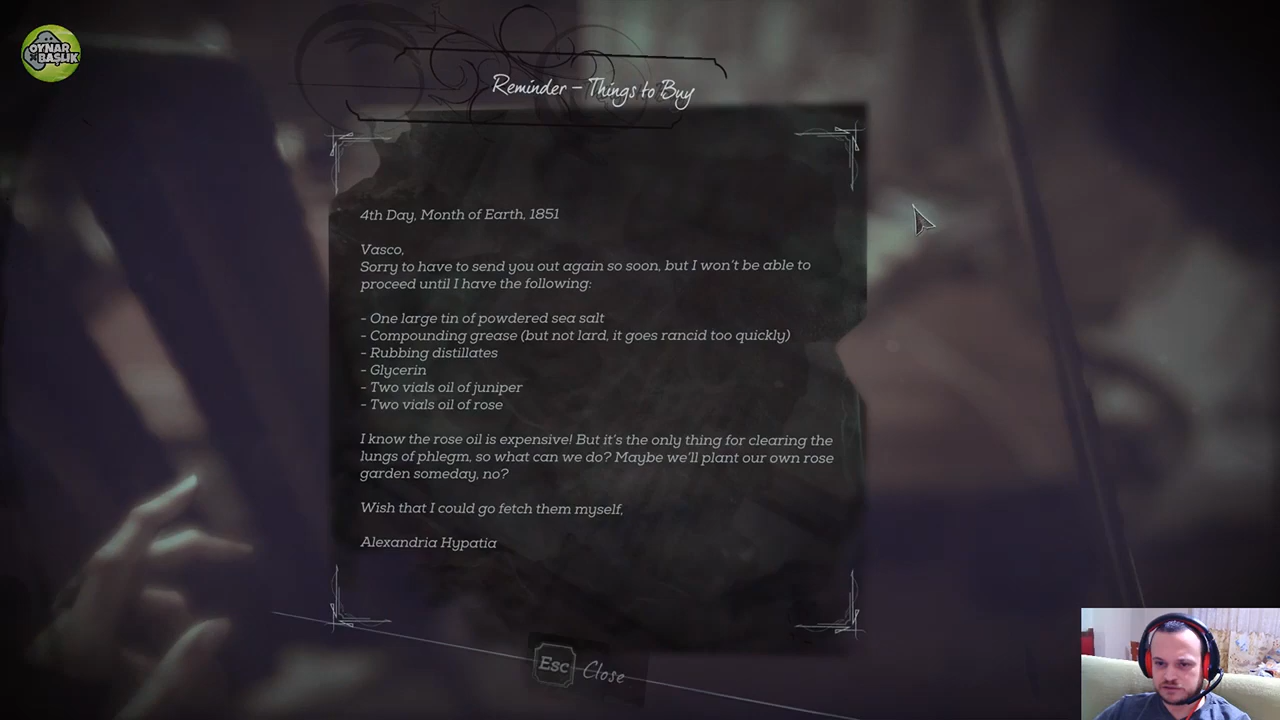 OYNAR
BAŞLIK
Reminder – Things to Buy
4th Day, Month of Earth, 1851
Vasco,
Sorry to have to send you out again so soon, but I won't be able to
proceed until I have the following:
- One large tin of powdered sea salt
- Compounding grease (but not lard, it goes rancid too quickly)
- Rubbing distillates
- Glycerin
- Two vials oil of juniper
- Two vials oil of rose
I know the rose oil is expensive! But it's the only thing for clearing the
lungs of phlegm, so what can we do? Maybe we'll plant our own rose
garden someday, no?
Wish that I could go fetch them myself,
Alexandria Hypatia
Esc Close